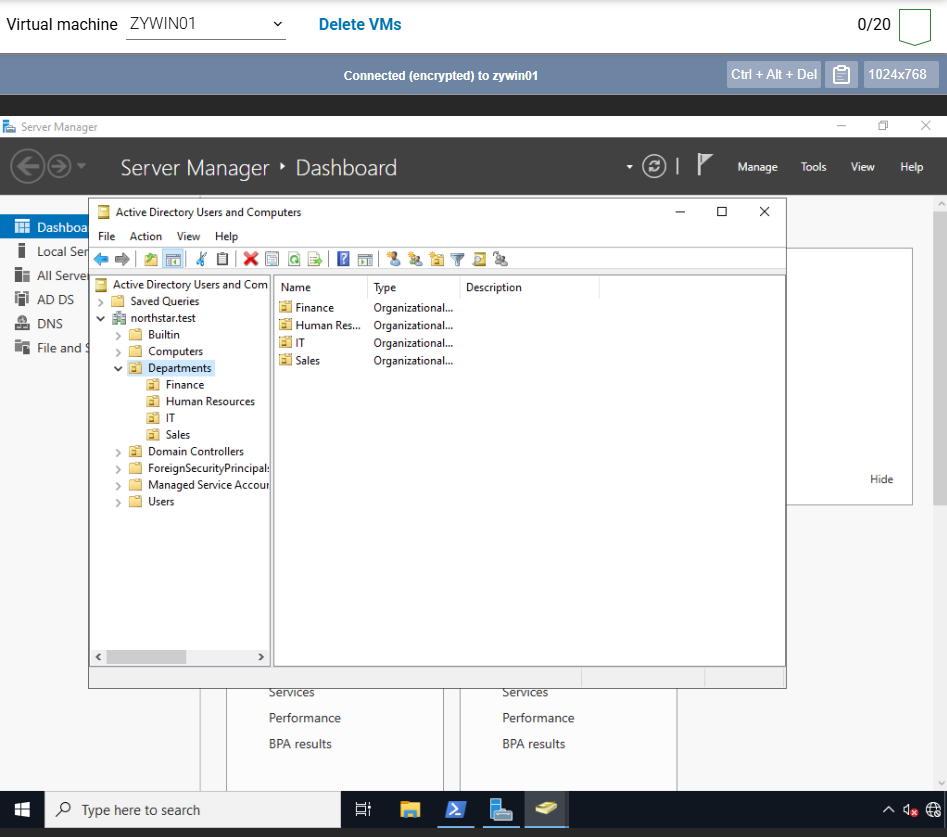 Virtual machine ZYWIN01 Delete VMs 0/20
Connected (encrypted) to zywin01 Ctrl + Alt + Del 1024x768
Server Manager
Server Manager Dashboard Manage Tools View Help
Active Directory Users and Computers
File Action View Help
Dashboa
Local Ser
All Server
AD DS
DNS
File and S
Active Directory Users and Com
Saved Queries
northstar.test
Builtin
Computers
Departments
Finance
Human Resources
IT
Sales
Domain Controllers
ForeignSecurityPrincipals
Managed Service Accour
Users
Name Type Description
Finance Organizational...
Human Res... Organizational...
IT Organizational...
Sales Organizational...
Hide
Services Services
Performance Performance
BPA results BPA results
Type here to search